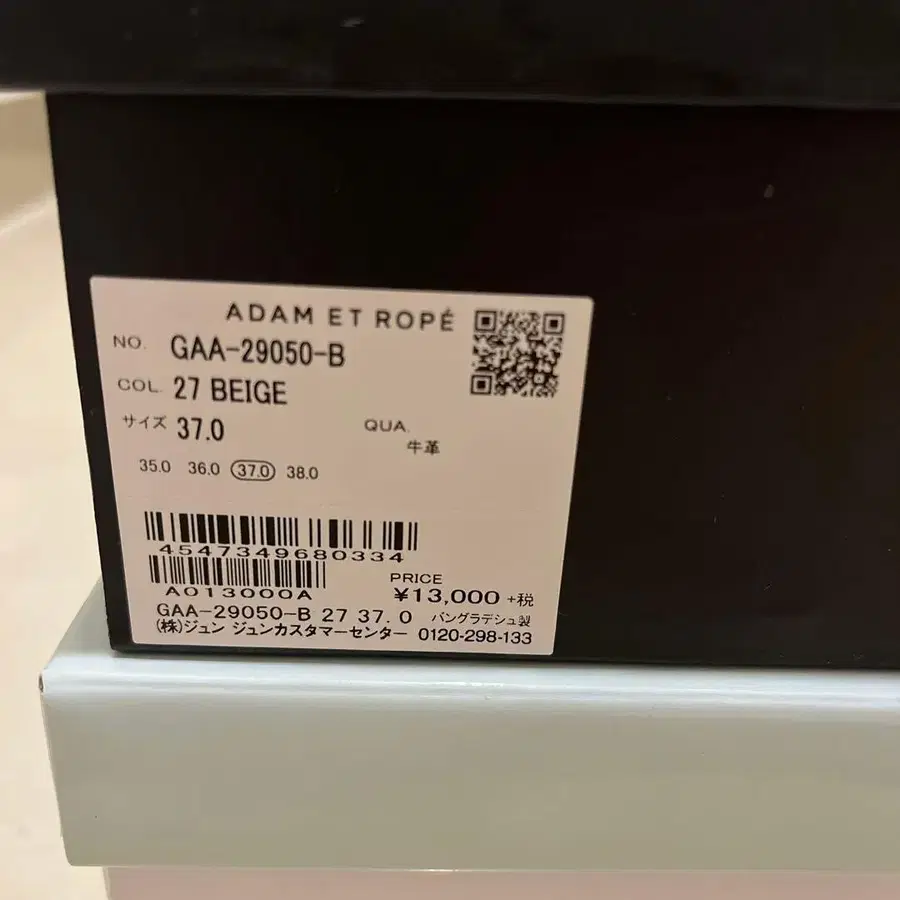 ADAM ET ROPÉ
NO. GAA-29050-B
COL. 27 BEIGE
サイズ 37.0
QUA.
牛革
35.0 36.0 37.0 38.0
4547349680334
A013000A
PRICE
¥13,000 +税
GAA-29050-B 27 37.0 バングラデシュ製
(株)ジュン ジュンカスタマーセンター 0120-298-133